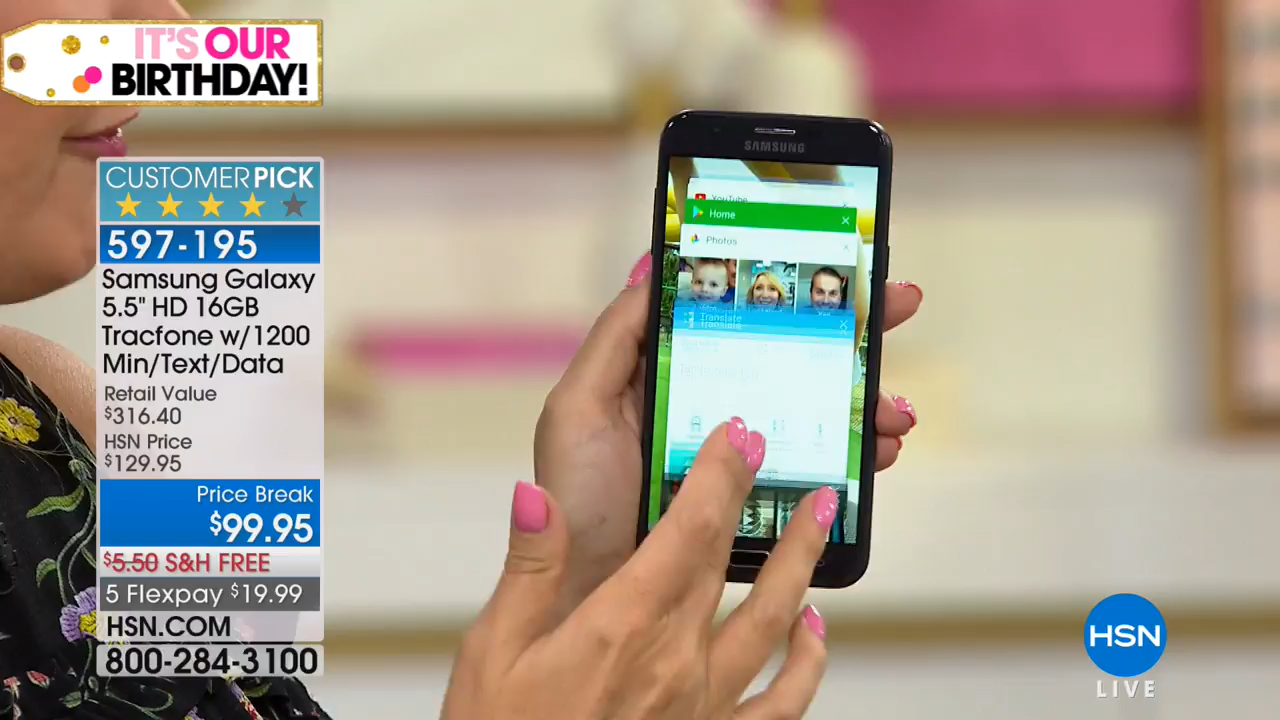 IT'S OUR
BIRTHDAY!
CUSTOMER PICK
597-195
Samsung Galaxy
5.5" HD 16GB
Tracfone w/1200
Min/Text/Data
Retail Value
$316.40
HSN Price
$129.95
Price Break
$99.95
$5.50 S&H FREE
5 Flexpay $19.99
HSN.COM
800-284-3100
SAMSUNG
YouTube
Home
Photos
Translate
Translate
HSN
LIVE